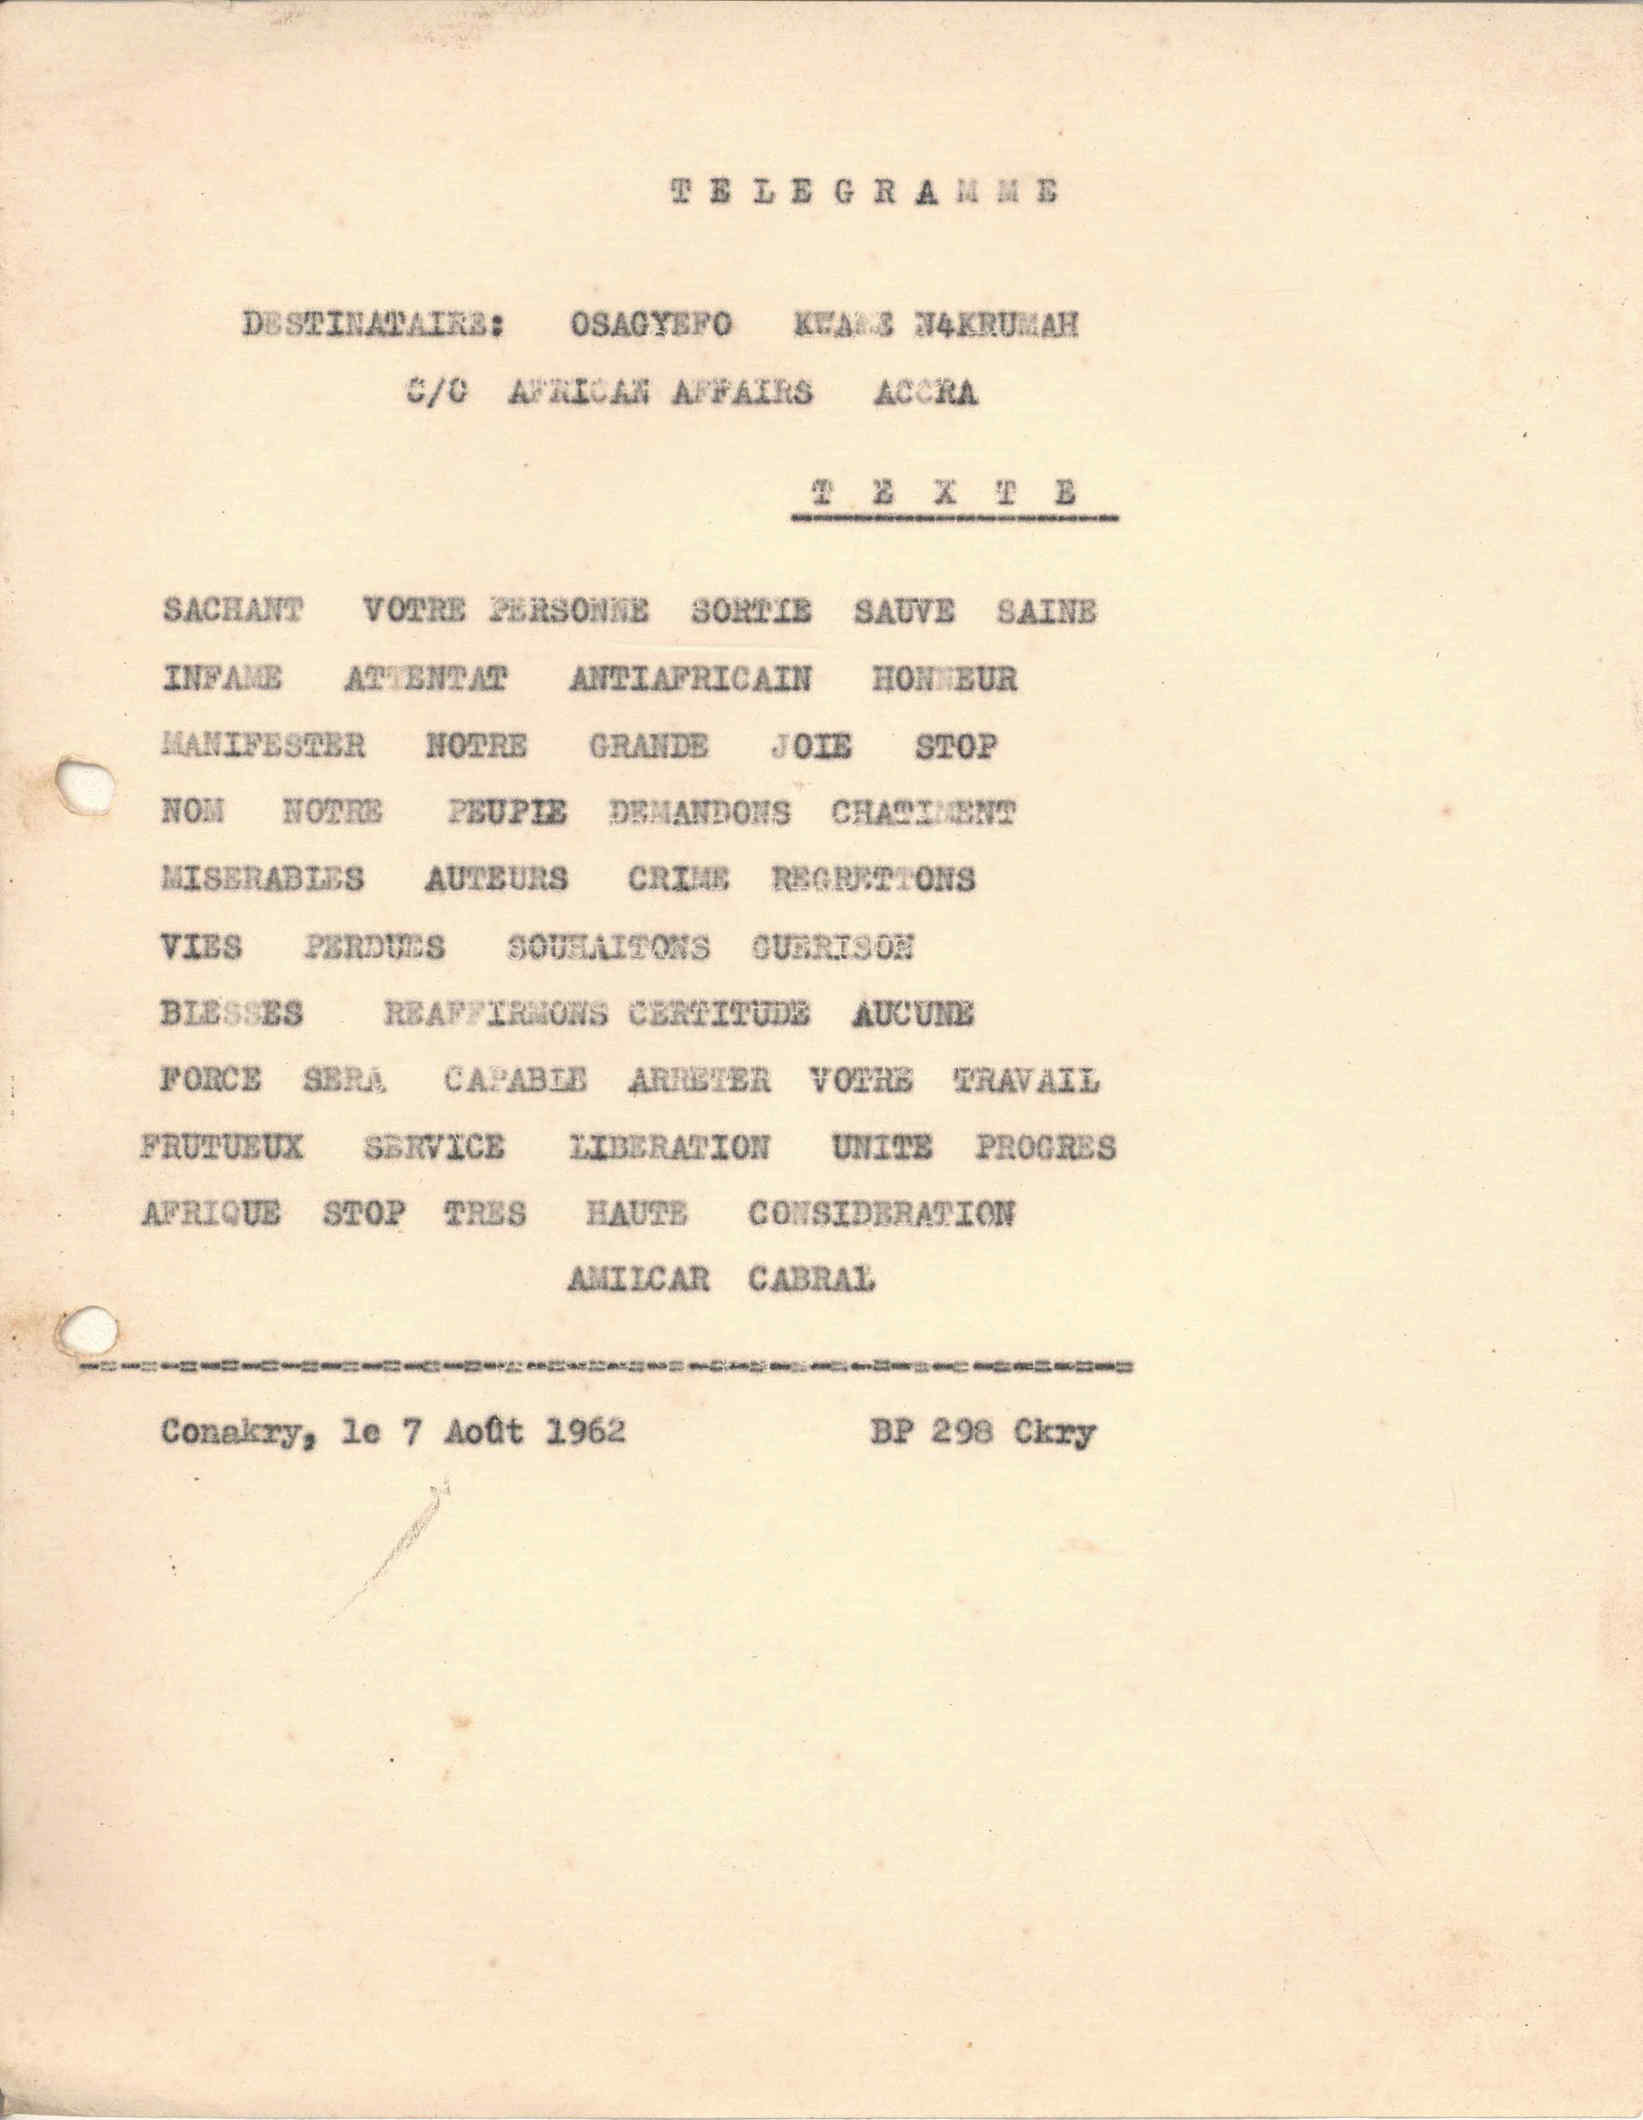 TELEGRAMME
DESTINATAIRE: OSAGYEFO KWAME N4KRUMAH
C/O AFRICAN AFFAIRS ACCRA
TEXTE
SACHANT VOTRE PERSONNE SORTIE SAUVE SAINE
INFAME ATTENTAT ANTIAFRICAIN HONNEUR
MANIFESTER NOTRE GRANDE JOIE STOP
NOM NOTRE PEUPLE DEMANDONS CHATIMENT
MISERABLES AUTEURS CRIME REGRETTONS
VIES PERDUES SOUHAITONS GUERISON
BLESSES REAFFIRMONS CERTITUDE AUCUNE
FORCE SERA CAPABLE ARRETER VOTRE TRAVAIL
FRUTUEUX SERVICE LIBERATION UNITE PROGRES
AFRIQUE STOP TRES HAUTE CONSIDERATION
AMILCAR CABRAL
Conakry, le 7 Août 1962 BP 298 Ckry